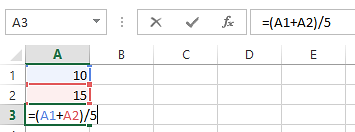 A3 =(A1+A2)/5
A B C D E
1 10
2 15
3 =(A1+A2)/5